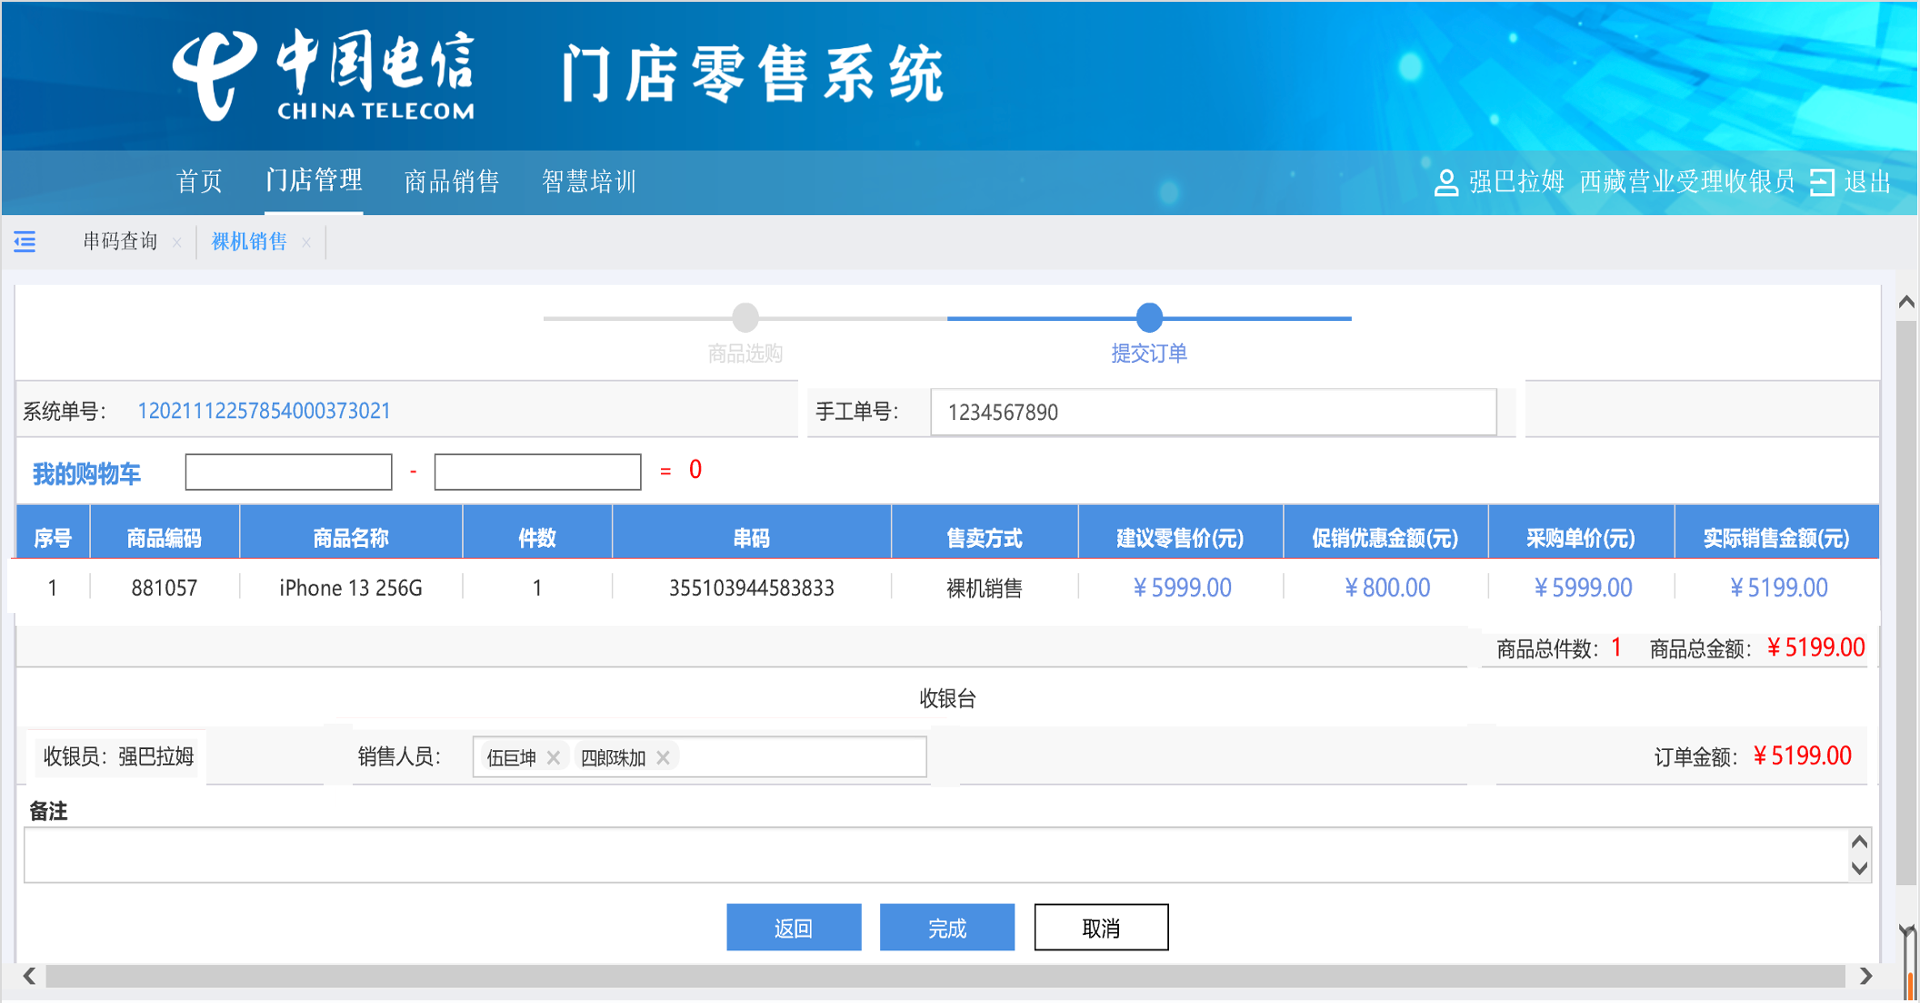 中国电信
CHINA TELECOM
门店零售系统
首页 门店管理 商品销售 智慧培训 强巴拉姆 西藏营业受理收银员 退出
串码查询 × 裸机销售 ×
商品选购 提交订单
系统单号： 12021112257854000373021 手工单号： 1234567890
我的购物车 - = 0
序号 商品编码 商品名称 件数 串码 售卖方式 建议零售价(元) 促销优惠金额(元) 采购单价(元) 实际销售金额(元)
1 881057 iPhone 13 256G 1 355103944583833 裸机销售 ¥5999.00 ¥800.00 ¥5999.00 ¥5199.00
商品总件数：1 商品总金额：¥5199.00
收银台
收银员：强巴拉姆 销售人员： 伍巨坤 × 四郎珠加 × 订单金额：¥5199.00
备注
返回 完成 取消